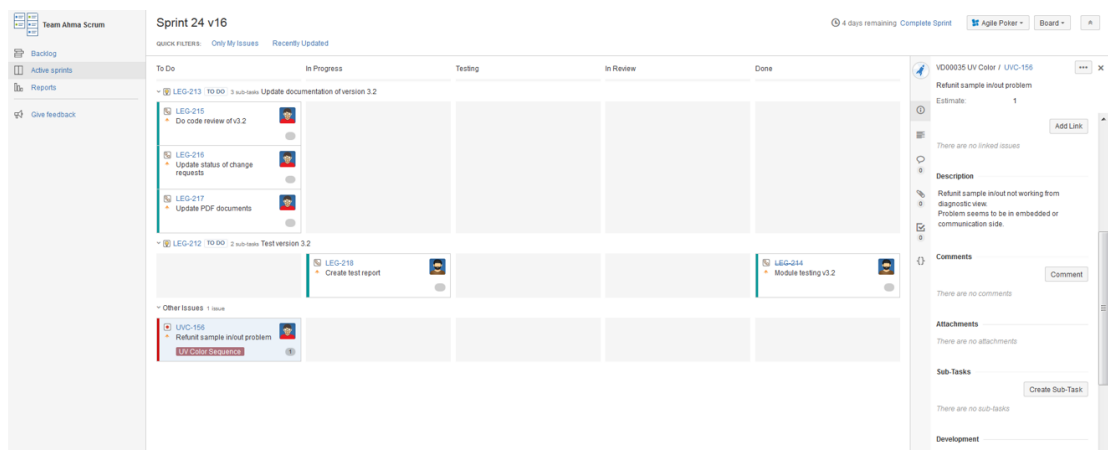 Team Ahma Scrum
Backlog
Active sprints
Reports
Give feedback
Sprint 24 v16
4 days remaining Complete Sprint
Agile Poker
Board
QUICK FILTERS: Only My Issues Recently Updated
To Do In Progress Testing In Review Done
LEG-213 TO DO 3 sub-tasks Update documentation of version 3.2
LEG-215
Do code review of v3.2
LEG-216
Update status of change
requests
LEG-217
Update PDF documents
LEG-212 TO DO 2 sub-tasks Test version 3.2
LEG-218
Create test report
LEG-214
Module testing v3.2
Other Issues 1 issue
UVC-156
Refunit sample in/out problem
UV Color Sequence 1
VD00035 UV Color / UVC-156
Refunit sample in/out problem
Estimate: 1
Add Link
There are no linked issues
0
Description
Refunit sample in/out not working from
diagnostic view.
Problem seems to be in embedded or
communication side.
0
0
Comments
Comment
There are no comments
Attachments
There are no attachments
Sub-Tasks
Create Sub-Task
There are no sub-tasks
Development